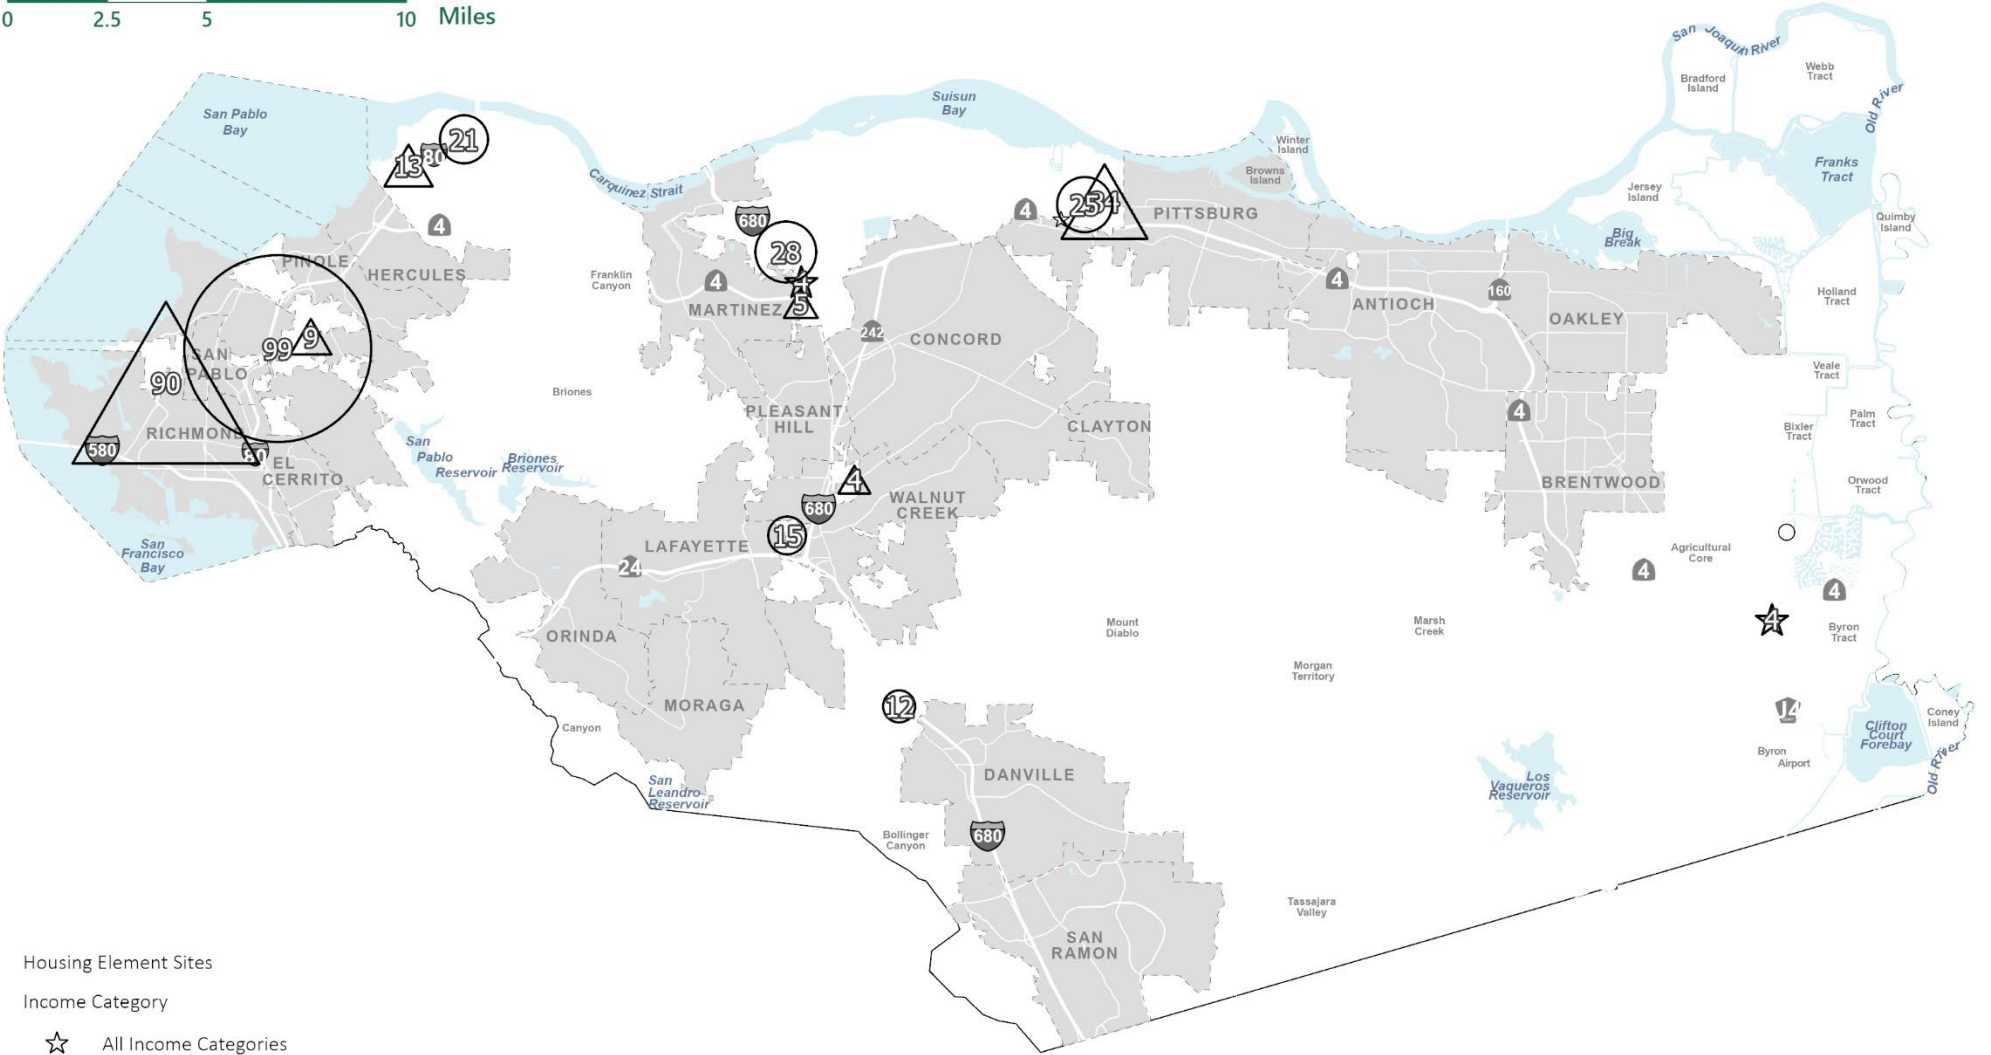 0 2.5 5 10 Miles
San Joaquin River
Webb
Tract
Bradford
Island
Old River
San Pablo
Bay
Suisun
Bay
21
80
13
Winter
Island
Franks
Tract
Carquinez Strait
Browns
Island
Jersey
Island
4
680
4
25
34
PITTSBURG
Quimby
Island
Big
Break
28
PINOLE
HERCULES
Franklin
Canyon
4
4
5
MARTINEZ
4
160
ANTIOCH
OAKLEY
Holland
Tract
242
CONCORD
9
99
SAN
PABLO
90
Briones
Veale
Tract
PLEASANT
HILL
CLAYTON
4
Palm
Tract
Bixler
Tract
RICHMOND
580
80
EL
CERRITO
San
Pablo
Reservoir
Briones
Reservoir
4
680
WALNUT
CREEK
BRENTWOOD
Orwood
Tract
15
San
Francisco
Bay
LAFAYETTE
24
Agricultural
Core
4
4
ORINDA
Mount
Diablo
Marsh
Creek
4
Byron
Tract
Morgan
Territory
MORAGA
12
Canyon
J4
Coney
Island
Clifton
Court
Forebay
Byron
Airport
Old River
San
Leandro
Reservoir
DANVILLE
Los
Vaqueros
Reservoir
680
Bollinger
Canyon
Tassajara
Valley
SAN
RAMON
Housing Element Sites
Income Category
All Income Categories